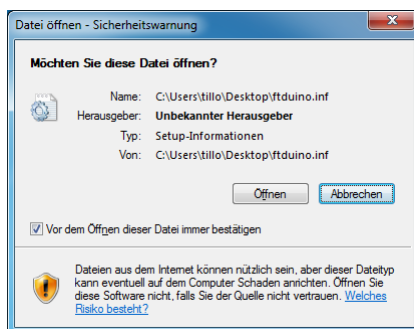 Datei öffnen - Sicherheitswarnung
Möchten Sie diese Datei öffnen?
Name: C:\Users\tillo\Desktop\ftduino.inf
Herausgeber: Unbekannter Herausgeber
Typ: Setup-Informationen
Von: C:\Users\tillo\Desktop\ftduino.inf
Öffnen Abbrechen
Vor dem Öffnen dieser Datei immer bestätigen
Dateien aus dem Internet können nützlich sein, aber dieser Dateityp
kann eventuell auf dem Computer Schaden anrichten. Öffnen Sie
diese Software nicht, falls Sie der Quelle nicht vertrauen. Welches
Risiko besteht?